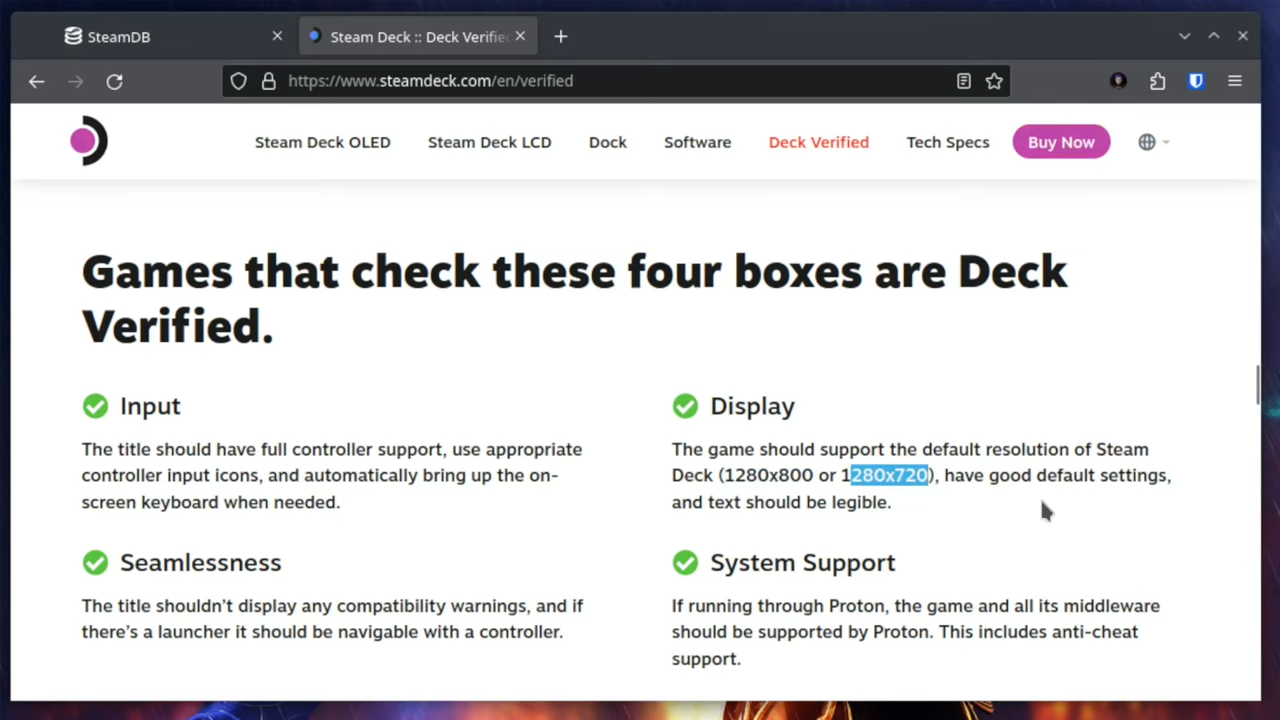 SteamDB
Steam Deck :: Deck Verifie
https://www.steamdeck.com/en/verified
Steam Deck OLED
Steam Deck LCD
Dock
Software
Deck Verified
Tech Specs
Buy Now
Games that check these four boxes are Deck
Verified.
Input
The title should have full controller support, use appropriate
controller input icons, and automatically bring up the on-
screen keyboard when needed.
Display
The game should support the default resolution of Steam
Deck (1280x800 or 1280x720), have good default settings,
and text should be legible.
Seamlessness
The title shouldn't display any compatibility warnings, and if
there's a launcher it should be navigable with a controller.
System Support
If running through Proton, the game and all its middleware
should be supported by Proton. This includes anti-cheat
support.